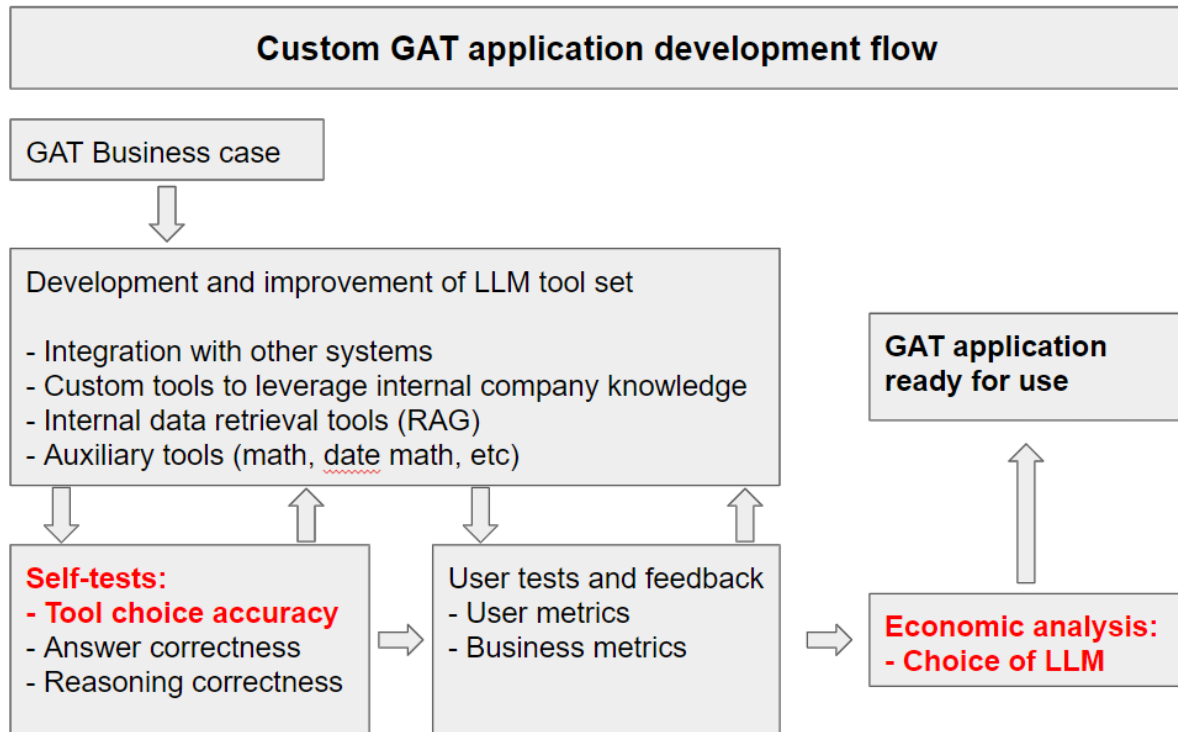 Custom GAT application development flow
GAT Business case
Development and improvement of LLM tool set
- Integration with other systems
- Custom tools to leverage internal company knowledge
- Internal data retrieval tools (RAG)
- Auxiliary tools (math, date math, etc)
Self-tests:
- Tool choice accuracy
- Answer correctness
- Reasoning correctness
User tests and feedback
- User metrics
- Business metrics
Economic analysis:
- Choice of LLM
GAT application
ready for use